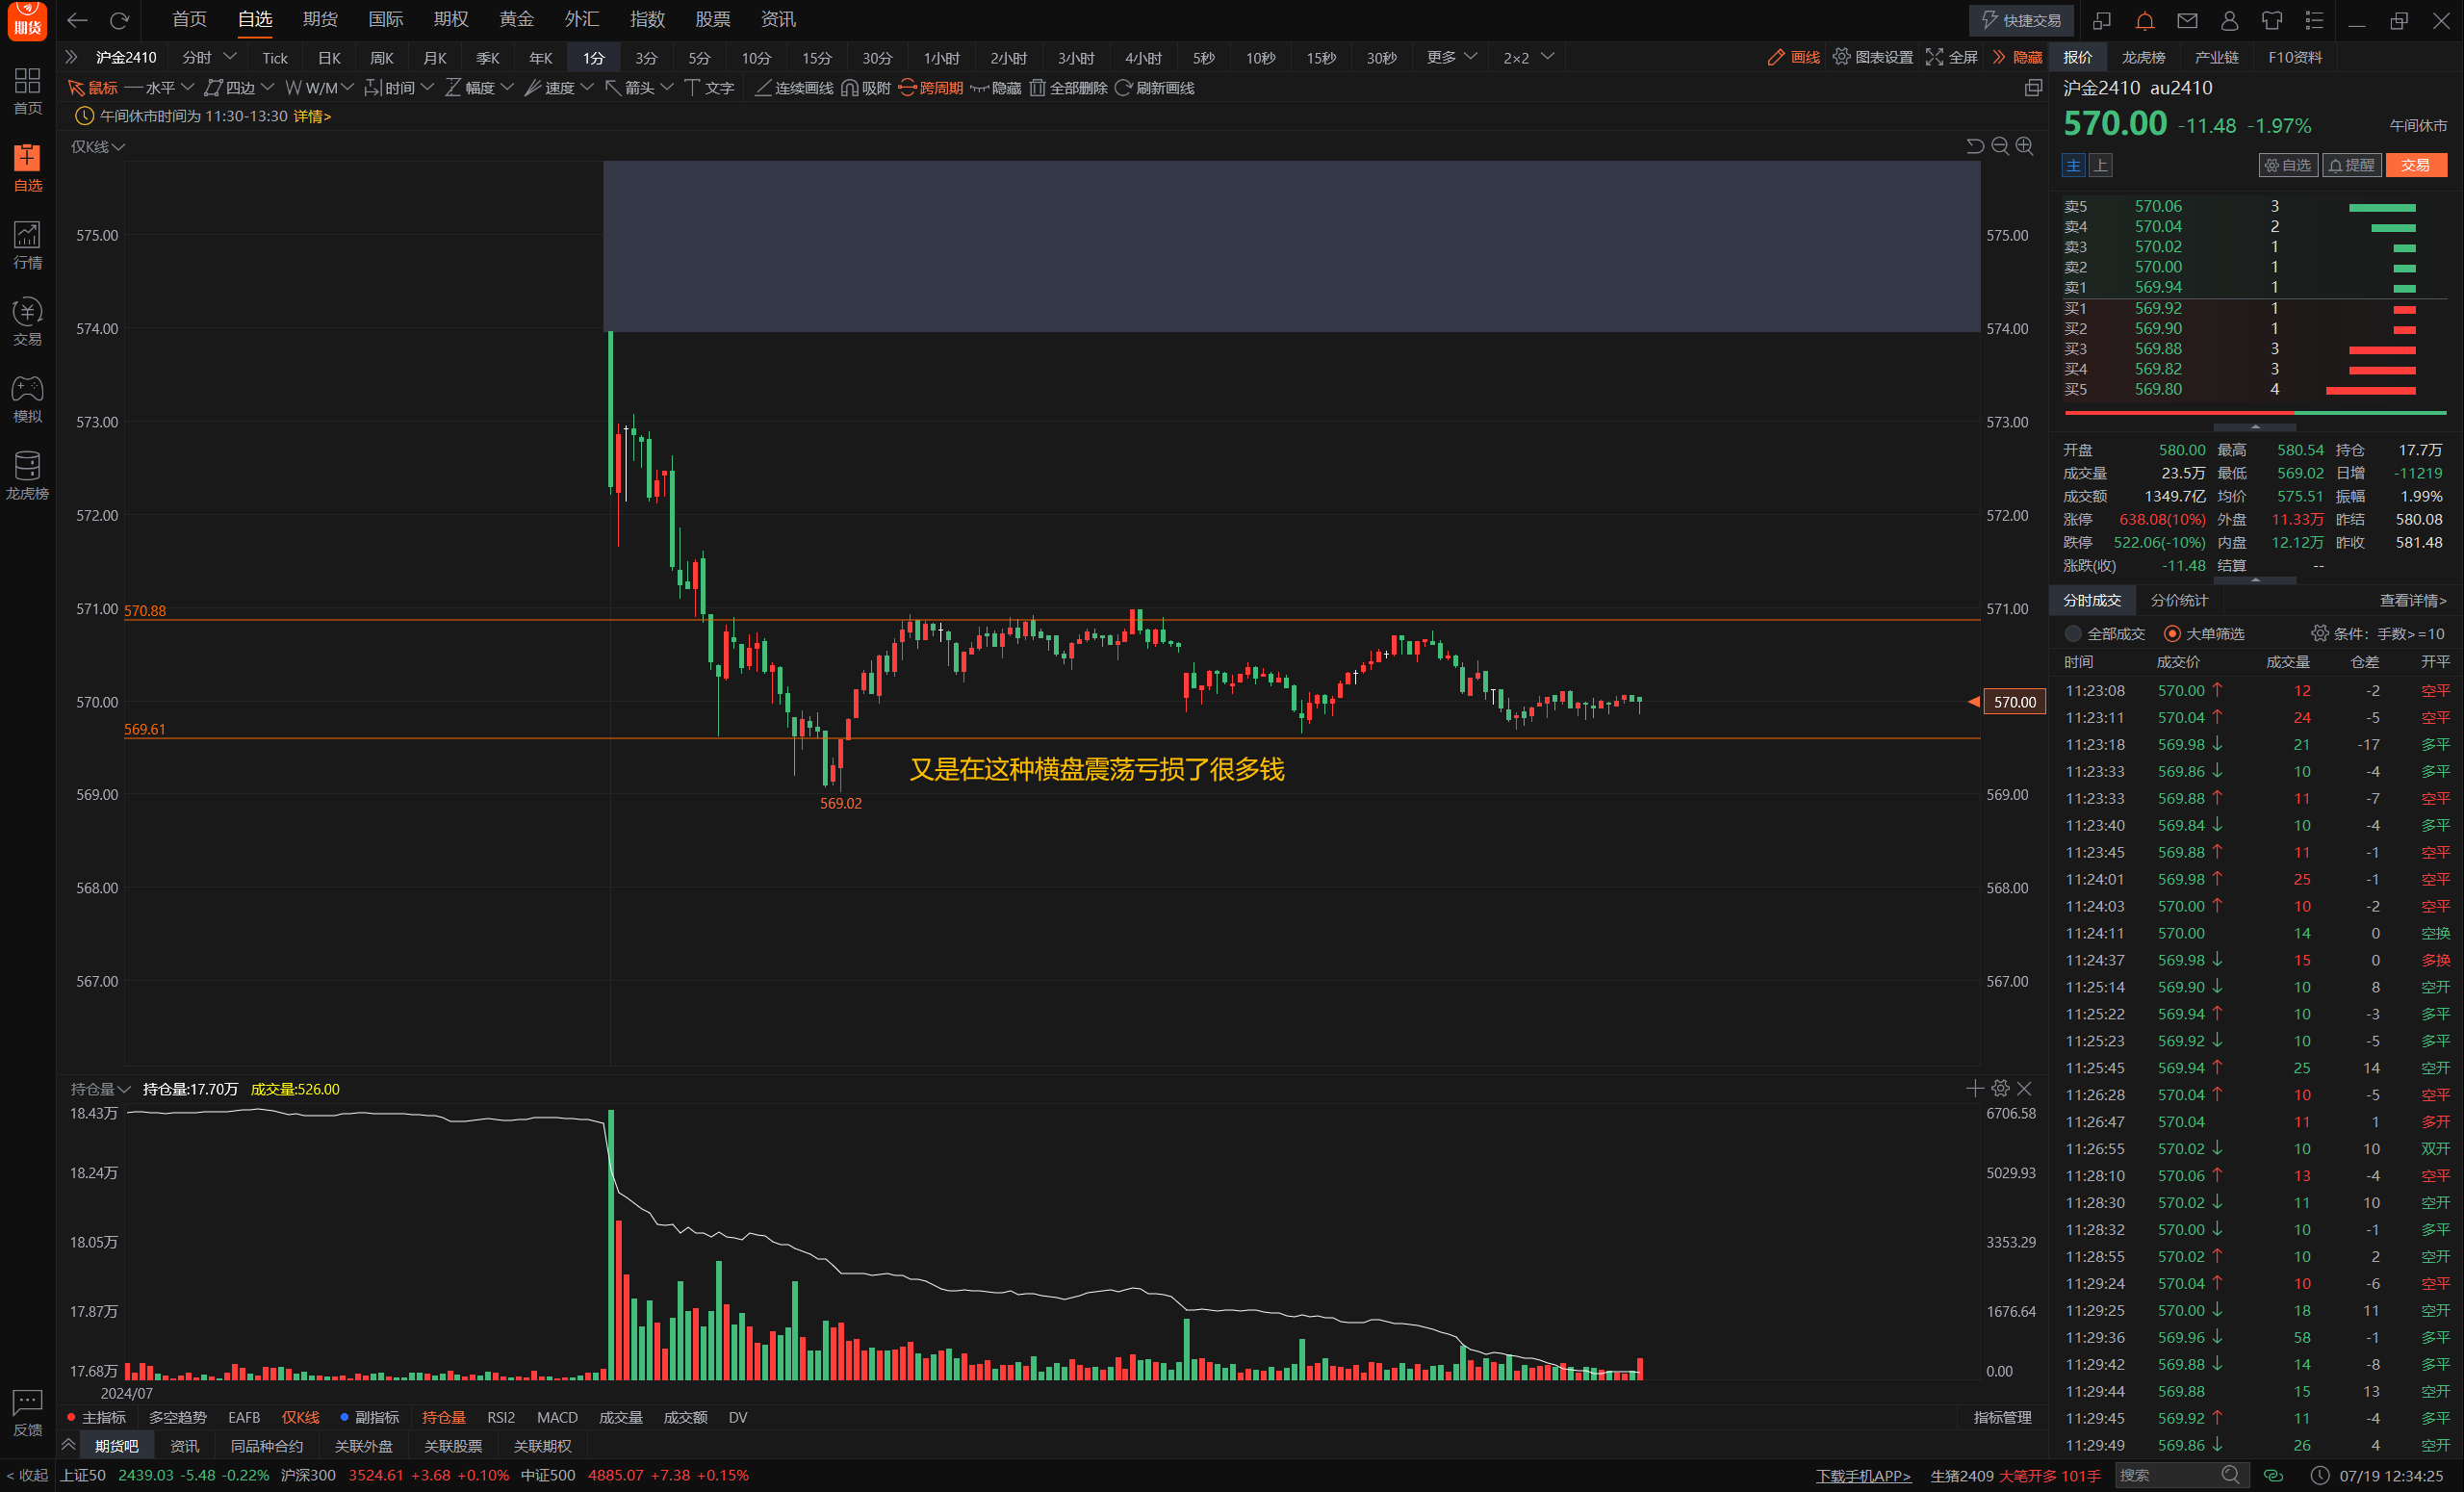 期货 首页 自选 期货 国际 期权 黄金 外汇 指数 股票 资讯 快捷交易
沪金2410 分时 Tick 日K 周K 月K 季K 年K 1分 3分 5分 10分 15分 30分 1小时 2小时 3小时 4小时 5秒 10秒 15秒 30秒 更多 2×2 画线 图表设置 全屏 隐藏
鼠标 水平 四边 W/M 时间 幅度 速度 箭头 文字 连续画线 吸附 跨周期 隐藏 全部删除 刷新画线
午间休市时间为 11:30-13:30 详情>
仅K线
首页
自选
行情
交易
模拟
龙虎榜
反馈
575.00 575.00
574.00 574.00
573.00 573.00
572.00 572.00
571.00 570.88 571.00
570.00 570.00
569.61
又是在这种横盘震荡亏损了很多钱
569.00 569.00
569.02
568.00 568.00
567.00 567.00
持仓量 持仓量:17.70万 成交量:526.00
18.43万 6706.58
18.24万 5029.93
18.05万 3353.29
17.87万 1676.64
17.68万 0.00
2024/07
主指标 多空趋势 EAFB 仅K线 副指标 持仓量 RSI2 MACD 成交量 成交额 DV 指标管理
期货吧 资讯 同品种合约 关联外盘 关联股票 关联期权
报价 龙虎榜 产业链 F10资料
沪金2410 au2410
570.00 -11.48 -1.97% 午间休市
主 上 自选 提醒 交易
卖5 570.06 3
卖4 570.04 2
卖3 570.02 1
卖2 570.00 1
卖1 569.94 1
买1 569.92 1
买2 569.90 1
买3 569.88 3
买4 569.82 3
买5 569.80 4
开盘 580.00 最高 580.54 持仓 17.7万
成交量 23.5万 最低 569.02 日增 -11219
成交额 1349.7亿 均价 575.51 振幅 1.99%
涨停 638.08(10%) 外盘 11.33万 昨结 580.08
跌停 522.06(-10%) 内盘 12.12万 昨收 581.48
涨跌(收) -11.48 结算 --
分时成交 分价统计 查看详情>
全部成交 大单筛选 条件：手数>=10
时间 成交价 成交量 仓差 开平
11:23:08 570.00 ↑ 12 -2 空平
11:23:11 570.04 ↑ 24 -5 空平
11:23:18 569.98 ↓ 21 -17 多平
11:23:33 569.86 ↓ 10 -4 多平
11:23:33 569.88 ↑ 11 -7 空平
11:23:40 569.84 ↓ 10 -4 多平
11:23:45 569.88 ↑ 11 -1 空平
11:24:01 569.98 ↑ 25 -1 空平
11:24:03 570.00 ↑ 10 -2 空平
11:24:11 570.00 14 0 空换
11:24:37 569.98 ↓ 15 0 多换
11:25:14 569.90 ↓ 10 8 空开
11:25:22 569.94 ↑ 10 -3 多平
11:25:23 569.92 ↓ 10 -5 多平
11:25:45 569.94 ↑ 25 14 空开
11:26:28 570.04 ↑ 10 -5 空平
11:26:47 570.04 11 1 多开
11:26:55 570.02 ↓ 10 10 双开
11:28:10 570.06 ↑ 13 -4 空平
11:28:30 570.02 ↓ 11 10 空开
11:28:32 570.00 ↓ 10 -1 多平
11:28:55 570.02 ↑ 10 2 空开
11:29:24 570.04 ↑ 10 -6 空平
11:29:25 570.00 ↓ 18 11 空开
11:29:36 569.96 ↓ 58 -1 多平
11:29:42 569.88 ↓ 14 -8 多平
11:29:44 569.88 15 13 空开
11:29:45 569.92 ↑ 11 -4 多平
11:29:49 569.86 ↓ 26 4 空开
< 收起 上证50 2439.03 -5.48 -0.22% 沪深300 3524.61 +3.68 +0.10% 中证500 4885.07 +7.38 +0.15% 下载手机APP> 生猪2409 大笔开多 101手 搜索 07/19 12:34:25